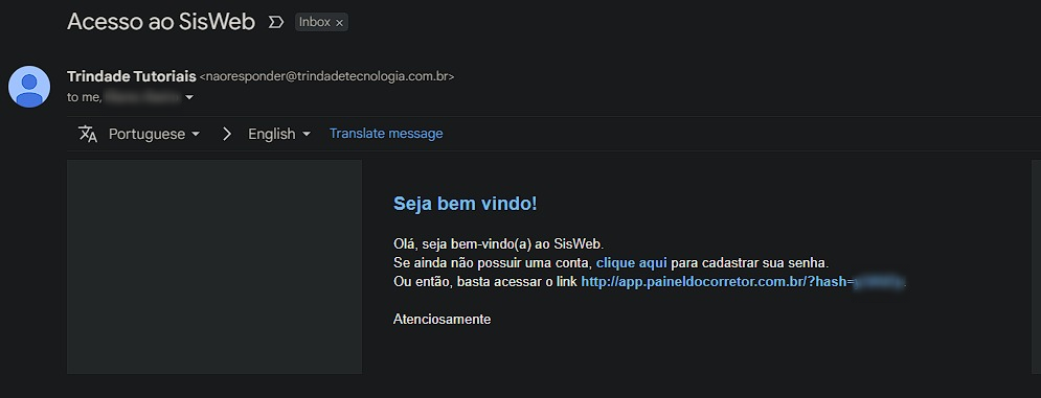 Acesso ao SisWeb Inbox ×
Trindade Tutoriais <naoresponder@trindadetecnologia.com.br>
to me,
Portuguese > English Translate message
Seja bem vindo!
Olá, seja bem-vindo(a) ao SisWeb.
Se ainda não possuir uma conta, clique aqui para cadastrar sua senha.
Ou então, basta acessar o link http://app.paineldocorretor.com.br/?hash=
Atenciosamente